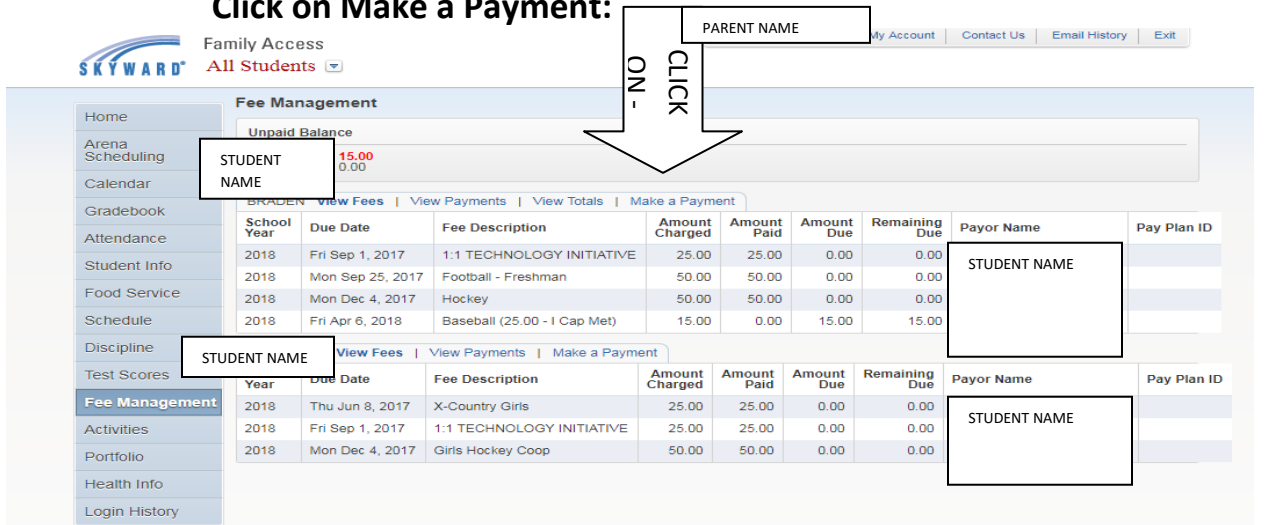 Click on Make a Payment:
PARENT NAME
My Account | Contact Us | Email History | Exit
CLICK
ON -
SKYWARD®
Family Access
All Students
Home
Arena
Scheduling
Calendar
Gradebook
Attendance
Student Info
Food Service
Schedule
Discipline
Test Scores
Fee Management
Activities
Portfolio
Health Info
Login History
Fee Management
Unpaid Balance
STUDENT
NAME
15.00
0.00
BRADEN View Fees | View Payments | View Totals | Make a Payment
School Year Due Date Fee Description Amount Charged Amount Paid Amount Due Remaining Due Payor Name Pay Plan ID
2018 Fri Sep 1, 2017 1:1 TECHNOLOGY INITIATIVE 25.00 25.00 0.00 0.00
2018 Mon Sep 25, 2017 Football - Freshman 50.00 50.00 0.00 0.00
2018 Mon Dec 4, 2017 Hockey 50.00 50.00 0.00 0.00
2018 Fri Apr 6, 2018 Baseball (25.00 - I Cap Met) 15.00 0.00 15.00 15.00
STUDENT NAME
STUDENT NAME
View Fees | View Payments | Make a Payment
Year Due Date Fee Description Amount Charged Amount Paid Amount Due Remaining Due Payor Name Pay Plan ID
2018 Thu Jun 8, 2017 X-Country Girls 25.00 25.00 0.00 0.00
2018 Fri Sep 1, 2017 1:1 TECHNOLOGY INITIATIVE 25.00 25.00 0.00 0.00
2018 Mon Dec 4, 2017 Girls Hockey Coop 50.00 50.00 0.00 0.00
STUDENT NAME